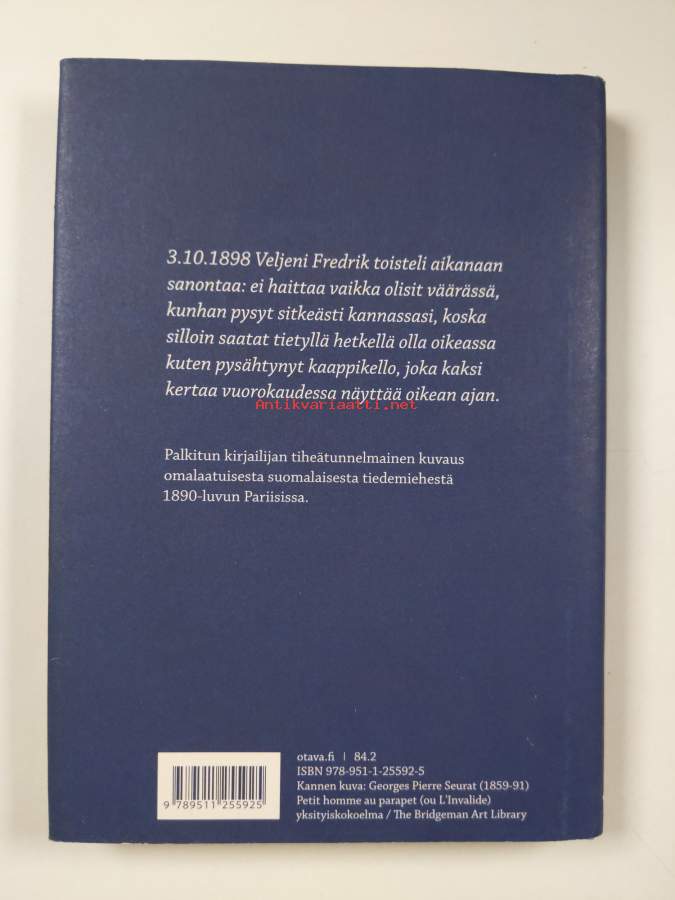 3.10.1898 Veljeni Fredrik toisteli aikanaan
sanontaa: ei haittaa vaikka olisit väärässä,
kunhan pysyt sitkeästi kannassasi, koska
silloin saatat tietyllä hetkellä olla oikeassa
kuten pysähtynyt kaappikello, joka kaksi
kertaa vuorokaudessa näyttää oikean ajan.
Antikvariaatti.net
Palkitun kirjailijan tiheätunnelmainen kuvaus
omalaatuisesta suomalaisesta tiedemiehestä
1890-luvun Pariisissa.
otava.fi | 84.2
ISBN 978-951-1-25592-5
Kannen kuva: Georges Pierre Seurat (1859-91)
Petit homme au parapet (ou L'Invalide)
yksityiskokoelma / The Bridgeman Art Library
9 789511 255925